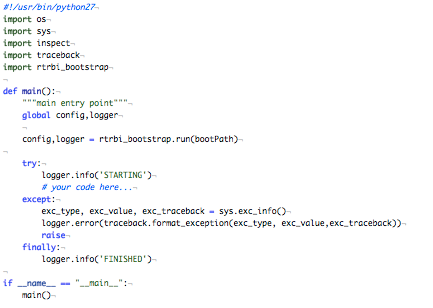 #!/usr/bin/python27¬
import os¬
import sys¬
import inspect¬
import traceback¬
import rtrbi_bootstrap¬
¬
def main():¬
    """main entry point"""¬
    global config,logger¬
    ¬
    config,logger = rtrbi_bootstrap.run(bootPath)¬
¬
    try:¬
        logger.info('STARTING')¬
        # your code here...¬
    except:¬
        exc_type, exc_value, exc_traceback = sys.exc_info()¬
        logger.error(traceback.format_exception(exc_type, exc_value,exc_traceback))¬
        raise¬
    finally:¬
        logger.info('FINISHED')¬
¬
if __name__ == "__main__":¬
    main()¬